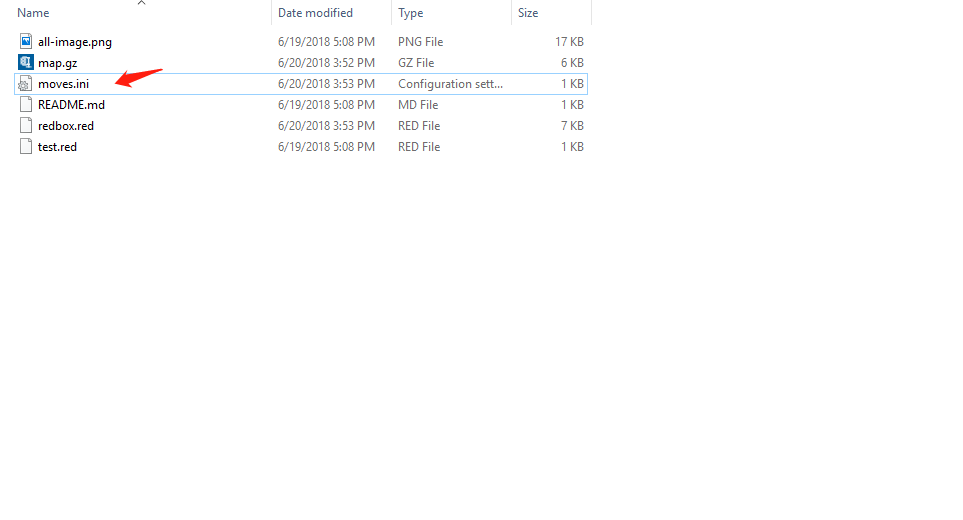 Name Date modified Type Size
all-image.png 6/19/2018 5:08 PM PNG File 17 KB
map.gz 6/20/2018 3:52 PM GZ File 6 KB
moves.ini 6/20/2018 3:53 PM Configuration sett... 1 KB
README.md 6/19/2018 5:08 PM MD File 1 KB
redbox.red 6/20/2018 3:53 PM RED File 7 KB
test.red 6/19/2018 5:08 PM RED File 1 KB